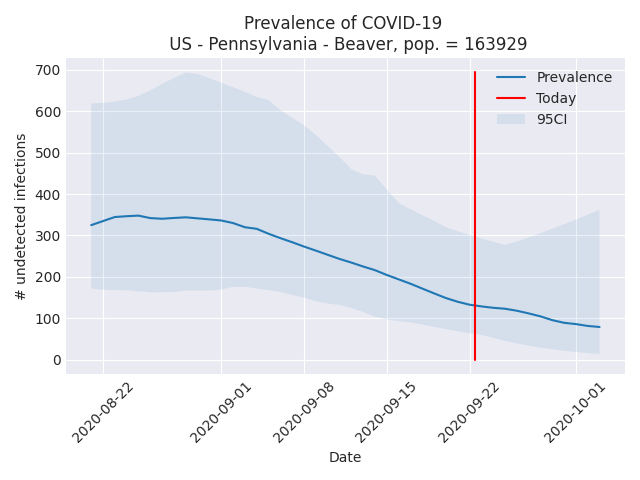 Prevalence of COVID-19
US - Pennsylvania - Beaver, pop. = 163929
700
600
500
400
300
200
100
0
# undetected infections
Prevalence
Today
95CI
2020-08-22
2020-09-01
2020-09-08
2020-09-15
2020-09-22
2020-10-01
Date